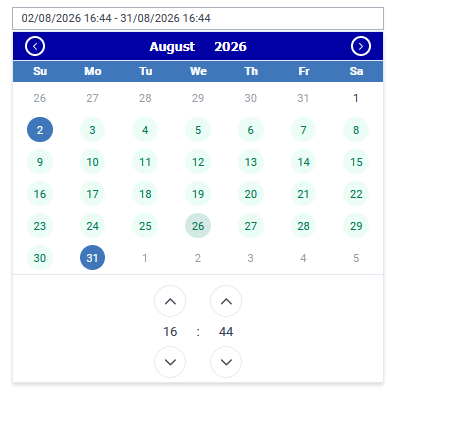 02/08/2026 16:44 - 31/08/2026 16:44
August 2026
Su Mo Tu We Th Fr Sa
26 27 28 29 30 31 1
2 3 4 5 6 7 8
9 10 11 12 13 14 15
16 17 18 19 20 21 22
23 24 25 26 27 28 29
30 31 1 2 3 4 5
16 : 44